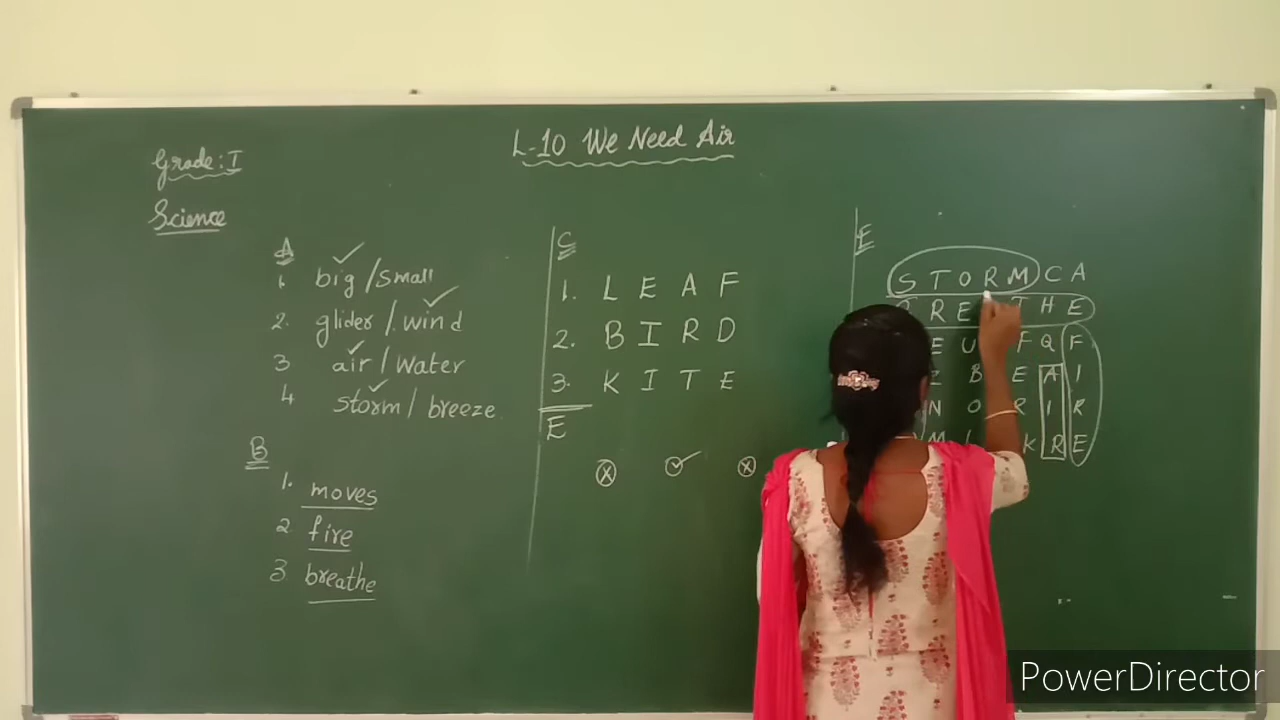 L-10 We Need Air
Grade: I
Science
A
1. big/small
2. glider/wind
3 air/Water
4 storm/breeze
B
1. moves
2 fire
3 breathe
C
1. L E A F
2. B I R D
3. K I T E
E
E
S T O R M C A
R E T H E
E U F Q F
Z B E A I
N O R I R
K R E
PowerDirector